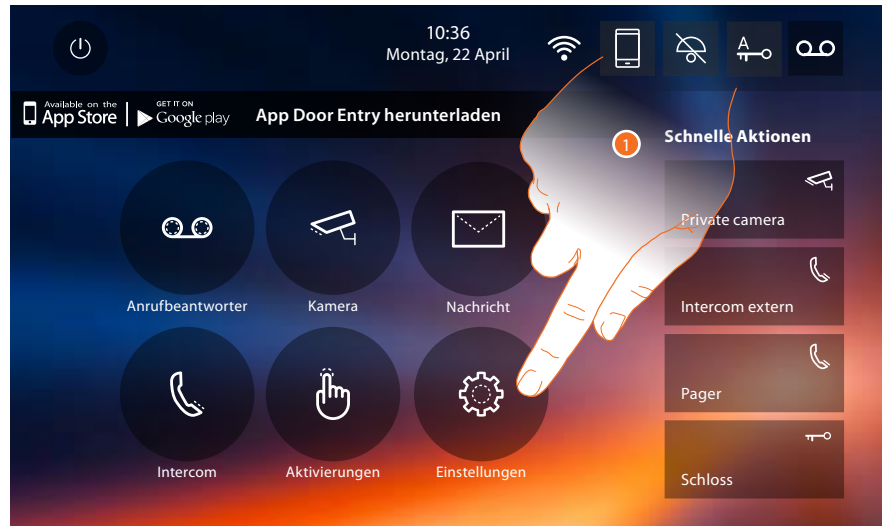 10:36
Montag, 22 April
A
Available on the
App Store
GET IT ON
Google play
App Door Entry herunterladen
1
Schnelle Aktionen
Private camera
Intercom extern
Pager
Schloss
Anrufbeantworter
Kamera
Nachricht
Intercom
Aktivierungen
Einstellungen